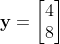 y = [4
8]